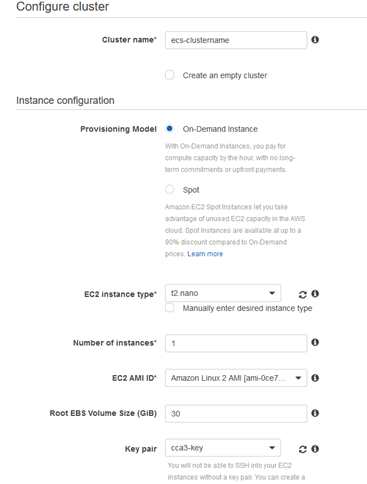 Configure cluster
Cluster name*
ecs-clustername
Create an empty cluster
Instance configuration
Provisioning Model
On-Demand Instance
With On-Demand Instances, you pay for
compute capacity by the hour, with no long-
term commitments or upfront payments.
Spot
Amazon EC2 Spot Instances let you take
advantage of unused EC2 capacity in the AWS
cloud. Spot Instances are available at up to a
90% discount compared to On-Demand
prices. Learn more
EC2 instance type*
t2.nano
Manually enter desired instance type
Number of instances*
1
EC2 AMI ID*
Amazon Linux 2 AMI [ami-0ce7...
Root EBS Volume Size (GiB)
30
Key pair
cca3-key
You will not be able to SSH into your EC2
instances without a key pair. You can create a